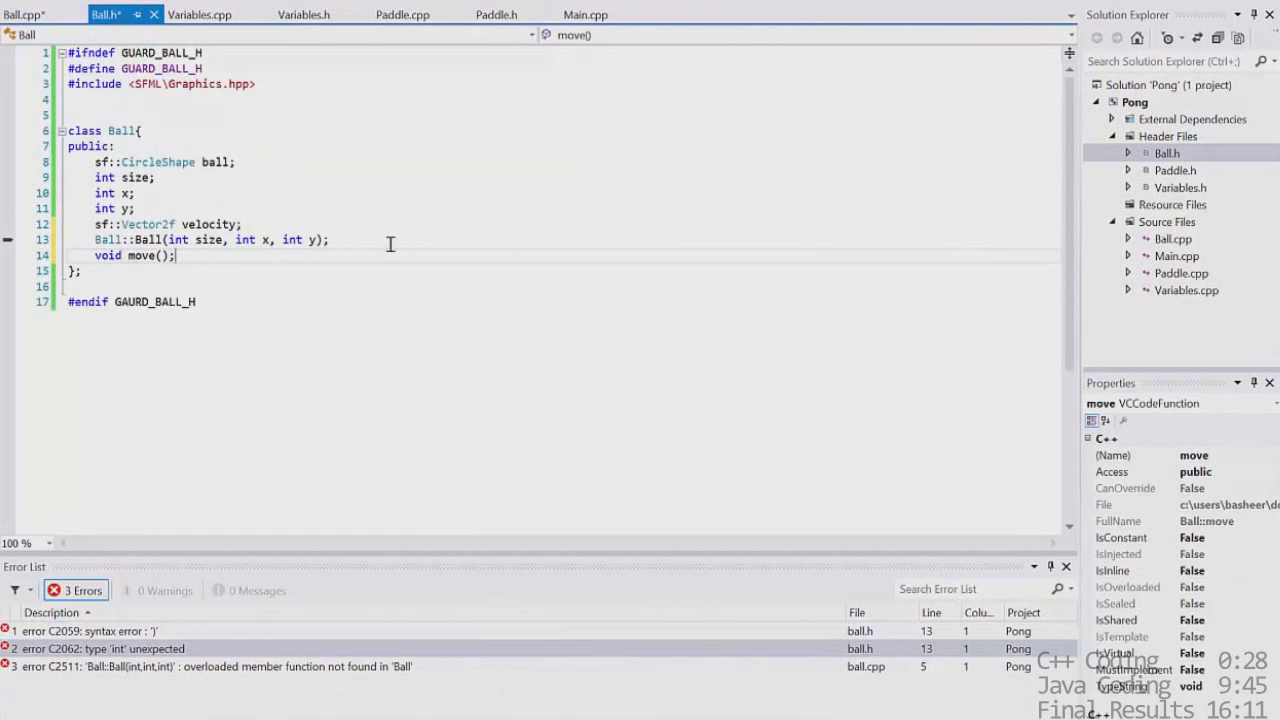 Ball.cpp* Ball.h* Variables.cpp Variables.h Paddle.cpp Paddle.h Main.cpp
Ball move()
1 #ifndef GUARD_BALL_H
2 #define GUARD_BALL_H
3 #include <SFML\Graphics.hpp>
4
5
6 class Ball{
7 public:
8 sf::CircleShape ball;
9 int size;
10 int x;
11 int y;
12 sf::Vector2f velocity;
13 Ball::Ball(int size, int x, int y);
14 void move();
15 };
16
17 #endif GAURD_BALL_H
100 %
Solution Explorer
Search Solution Explorer (Ctrl+;)
Solution 'Pong' (1 project)
Pong
External Dependencies
Header Files
Ball.h
Paddle.h
Variables.h
Resource Files
Source Files
Ball.cpp
Main.cpp
Paddle.cpp
Variables.cpp
Properties
move VCCodeFunction
C++
(Name) move
Access public
CanOverride False
File c:\users\basheer\d
FullName Ball::move
IsConstant False
IsInjected False
IsInline False
IsOverloaded False
IsSealed False
IsShared False
IsTemplate False
IsVirtual False
MustImplement False
TypeString void
C++
Error List
3 Errors 0 Warnings 0 Messages Search Error List
Description File Line Colu... Project
1 error C2059: syntax error : ')' ball.h 13 1 Pong
2 error C2062: type 'int' unexpected ball.h 13 1 Pong
3 error C2511: 'Ball::Ball(int,int,int)' : overloaded member function not found in 'Ball' ball.cpp 5 1 Pong
C++ Coding 0:28
Java Coding 9:45
Final Results 16:11